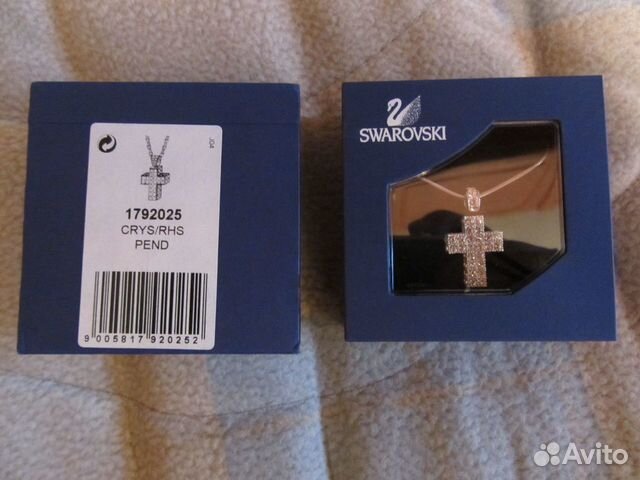 1792025
CRYS/RHS
PEND
9 005817 920252
SWAROVSKI
Avito